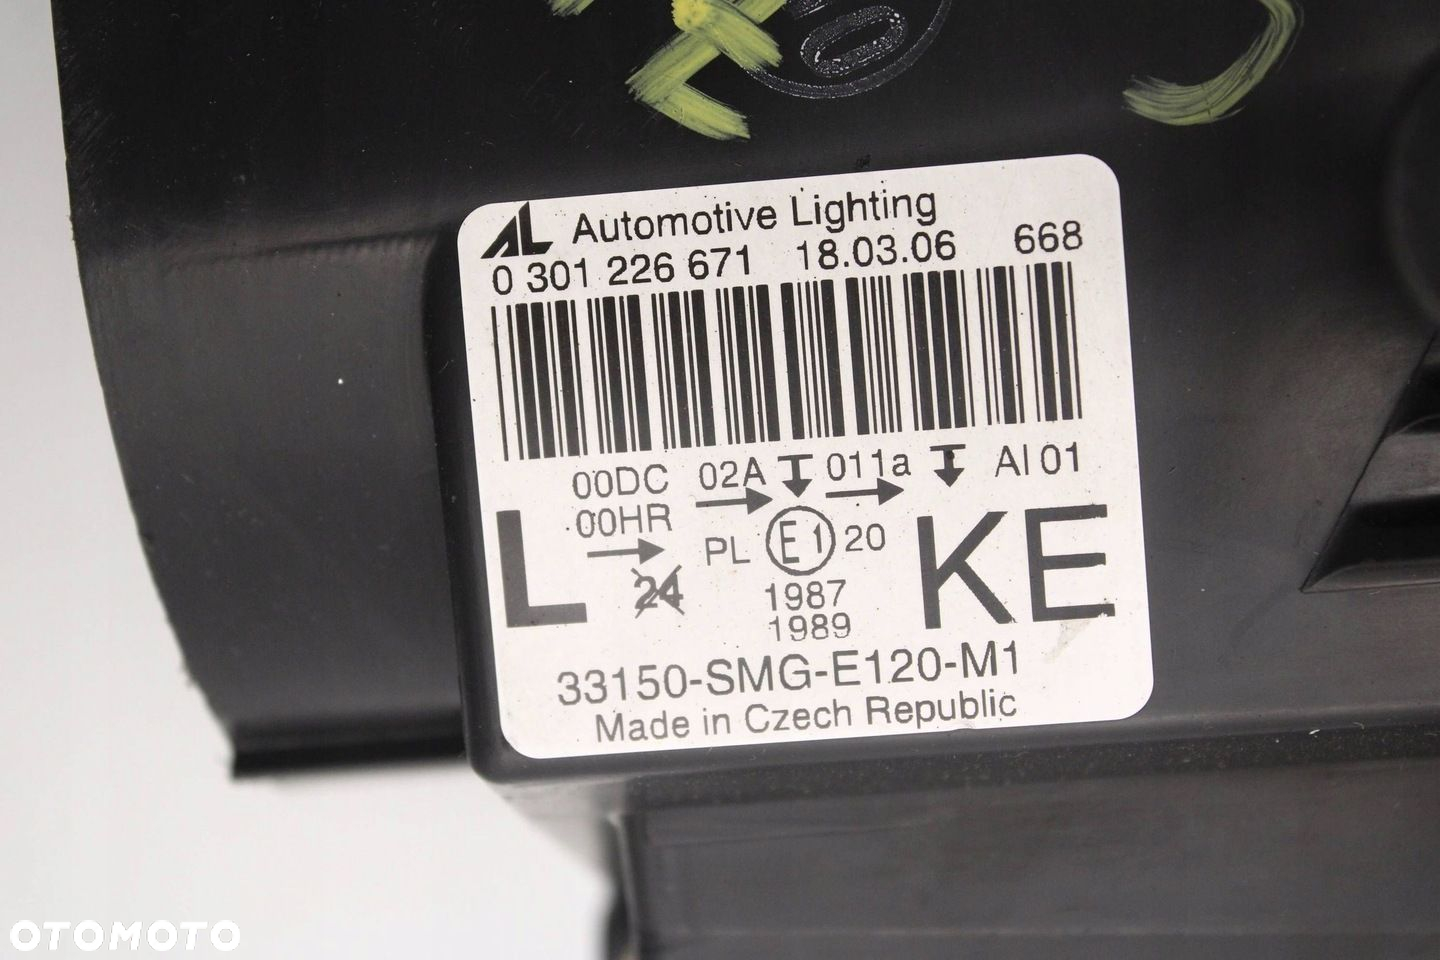 AL Automotive Lighting
0 301 226 671 18.03.06 668
00DC 02A 011a AI 01
00HR
L PL E1 20 KE
24
1987
1989
33150-SMG-E120-M1
Made in Czech Republic
OTOMOTO